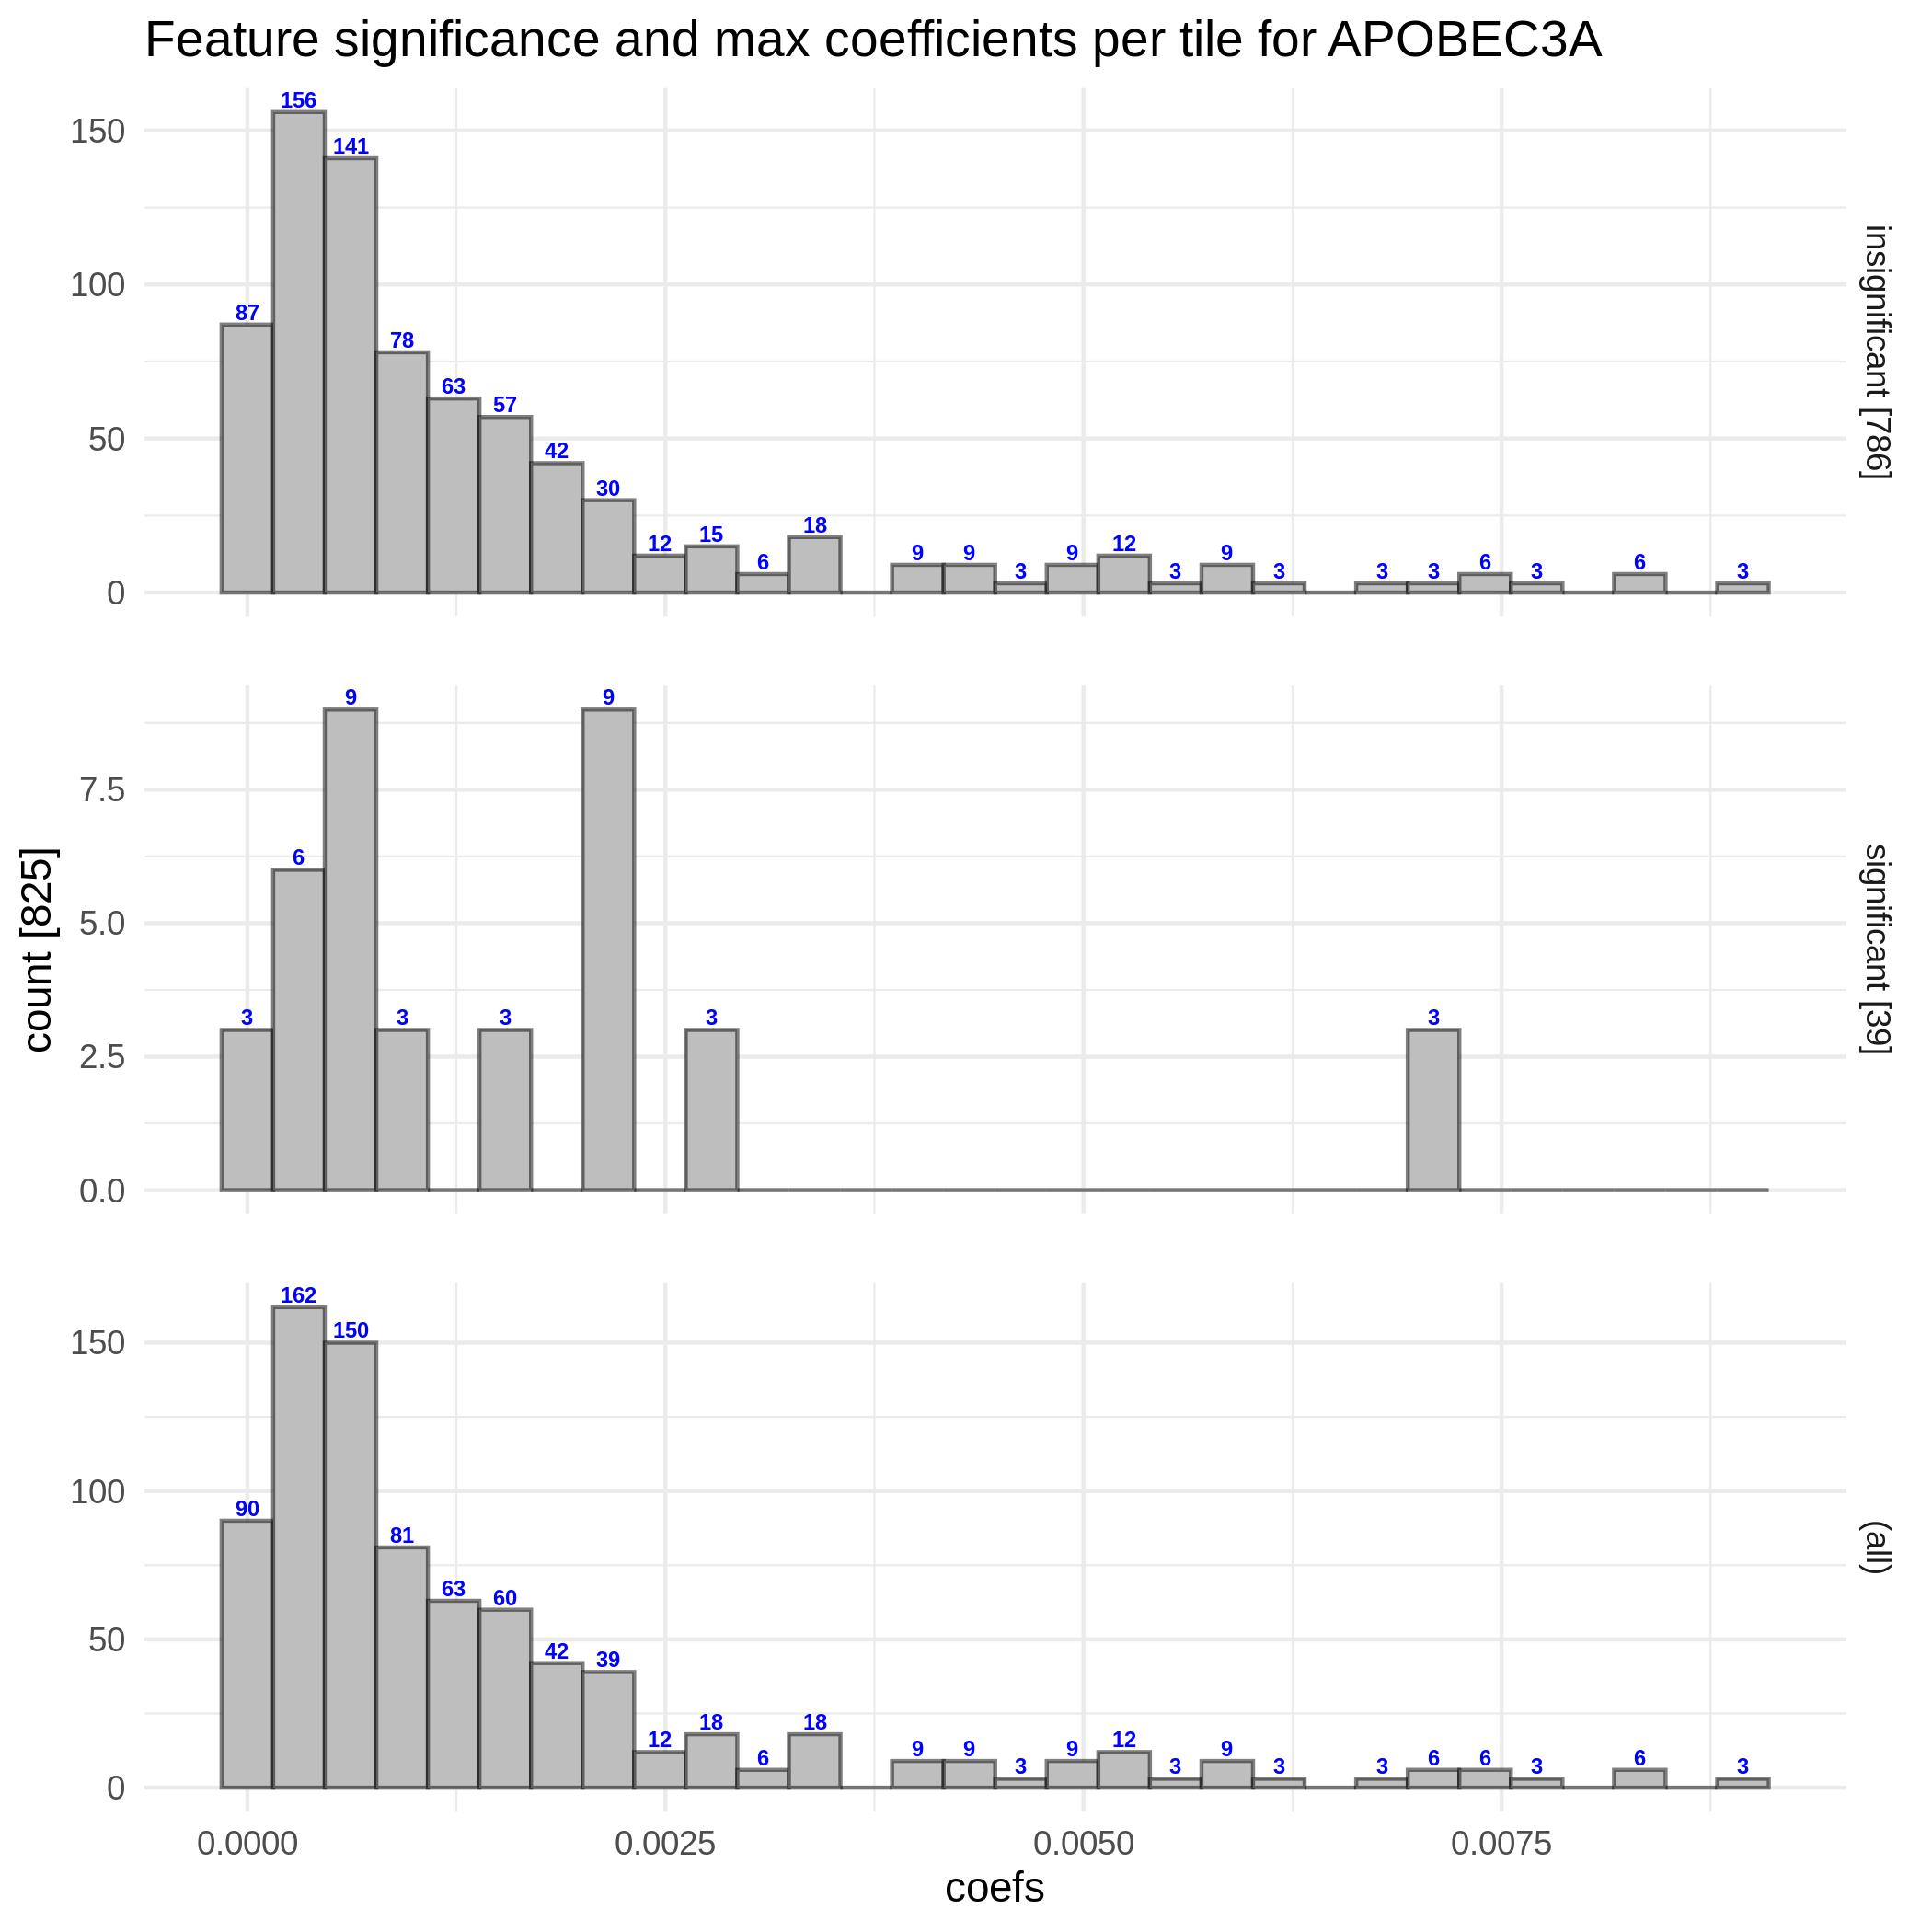 Feature significance and max coefficients per tile for APOBEC3A
count [825]
150
100
50
0
87 156 141 78 63 57 42 30 12 15 6 18 9 9 3 9 12 3 9 3 3 3 6 3 6 3
insignificant [786]
7.5
5.0
2.5
0.0
3 6 9 3 3 9 3 3
significant [39]
150
100
50
0
90 162 150 81 63 60 42 39 12 18 6 18 9 9 3 9 12 3 9 3 3 6 6 3 6 3
(all)
0.0000 0.0025 0.0050 0.0075
coefs